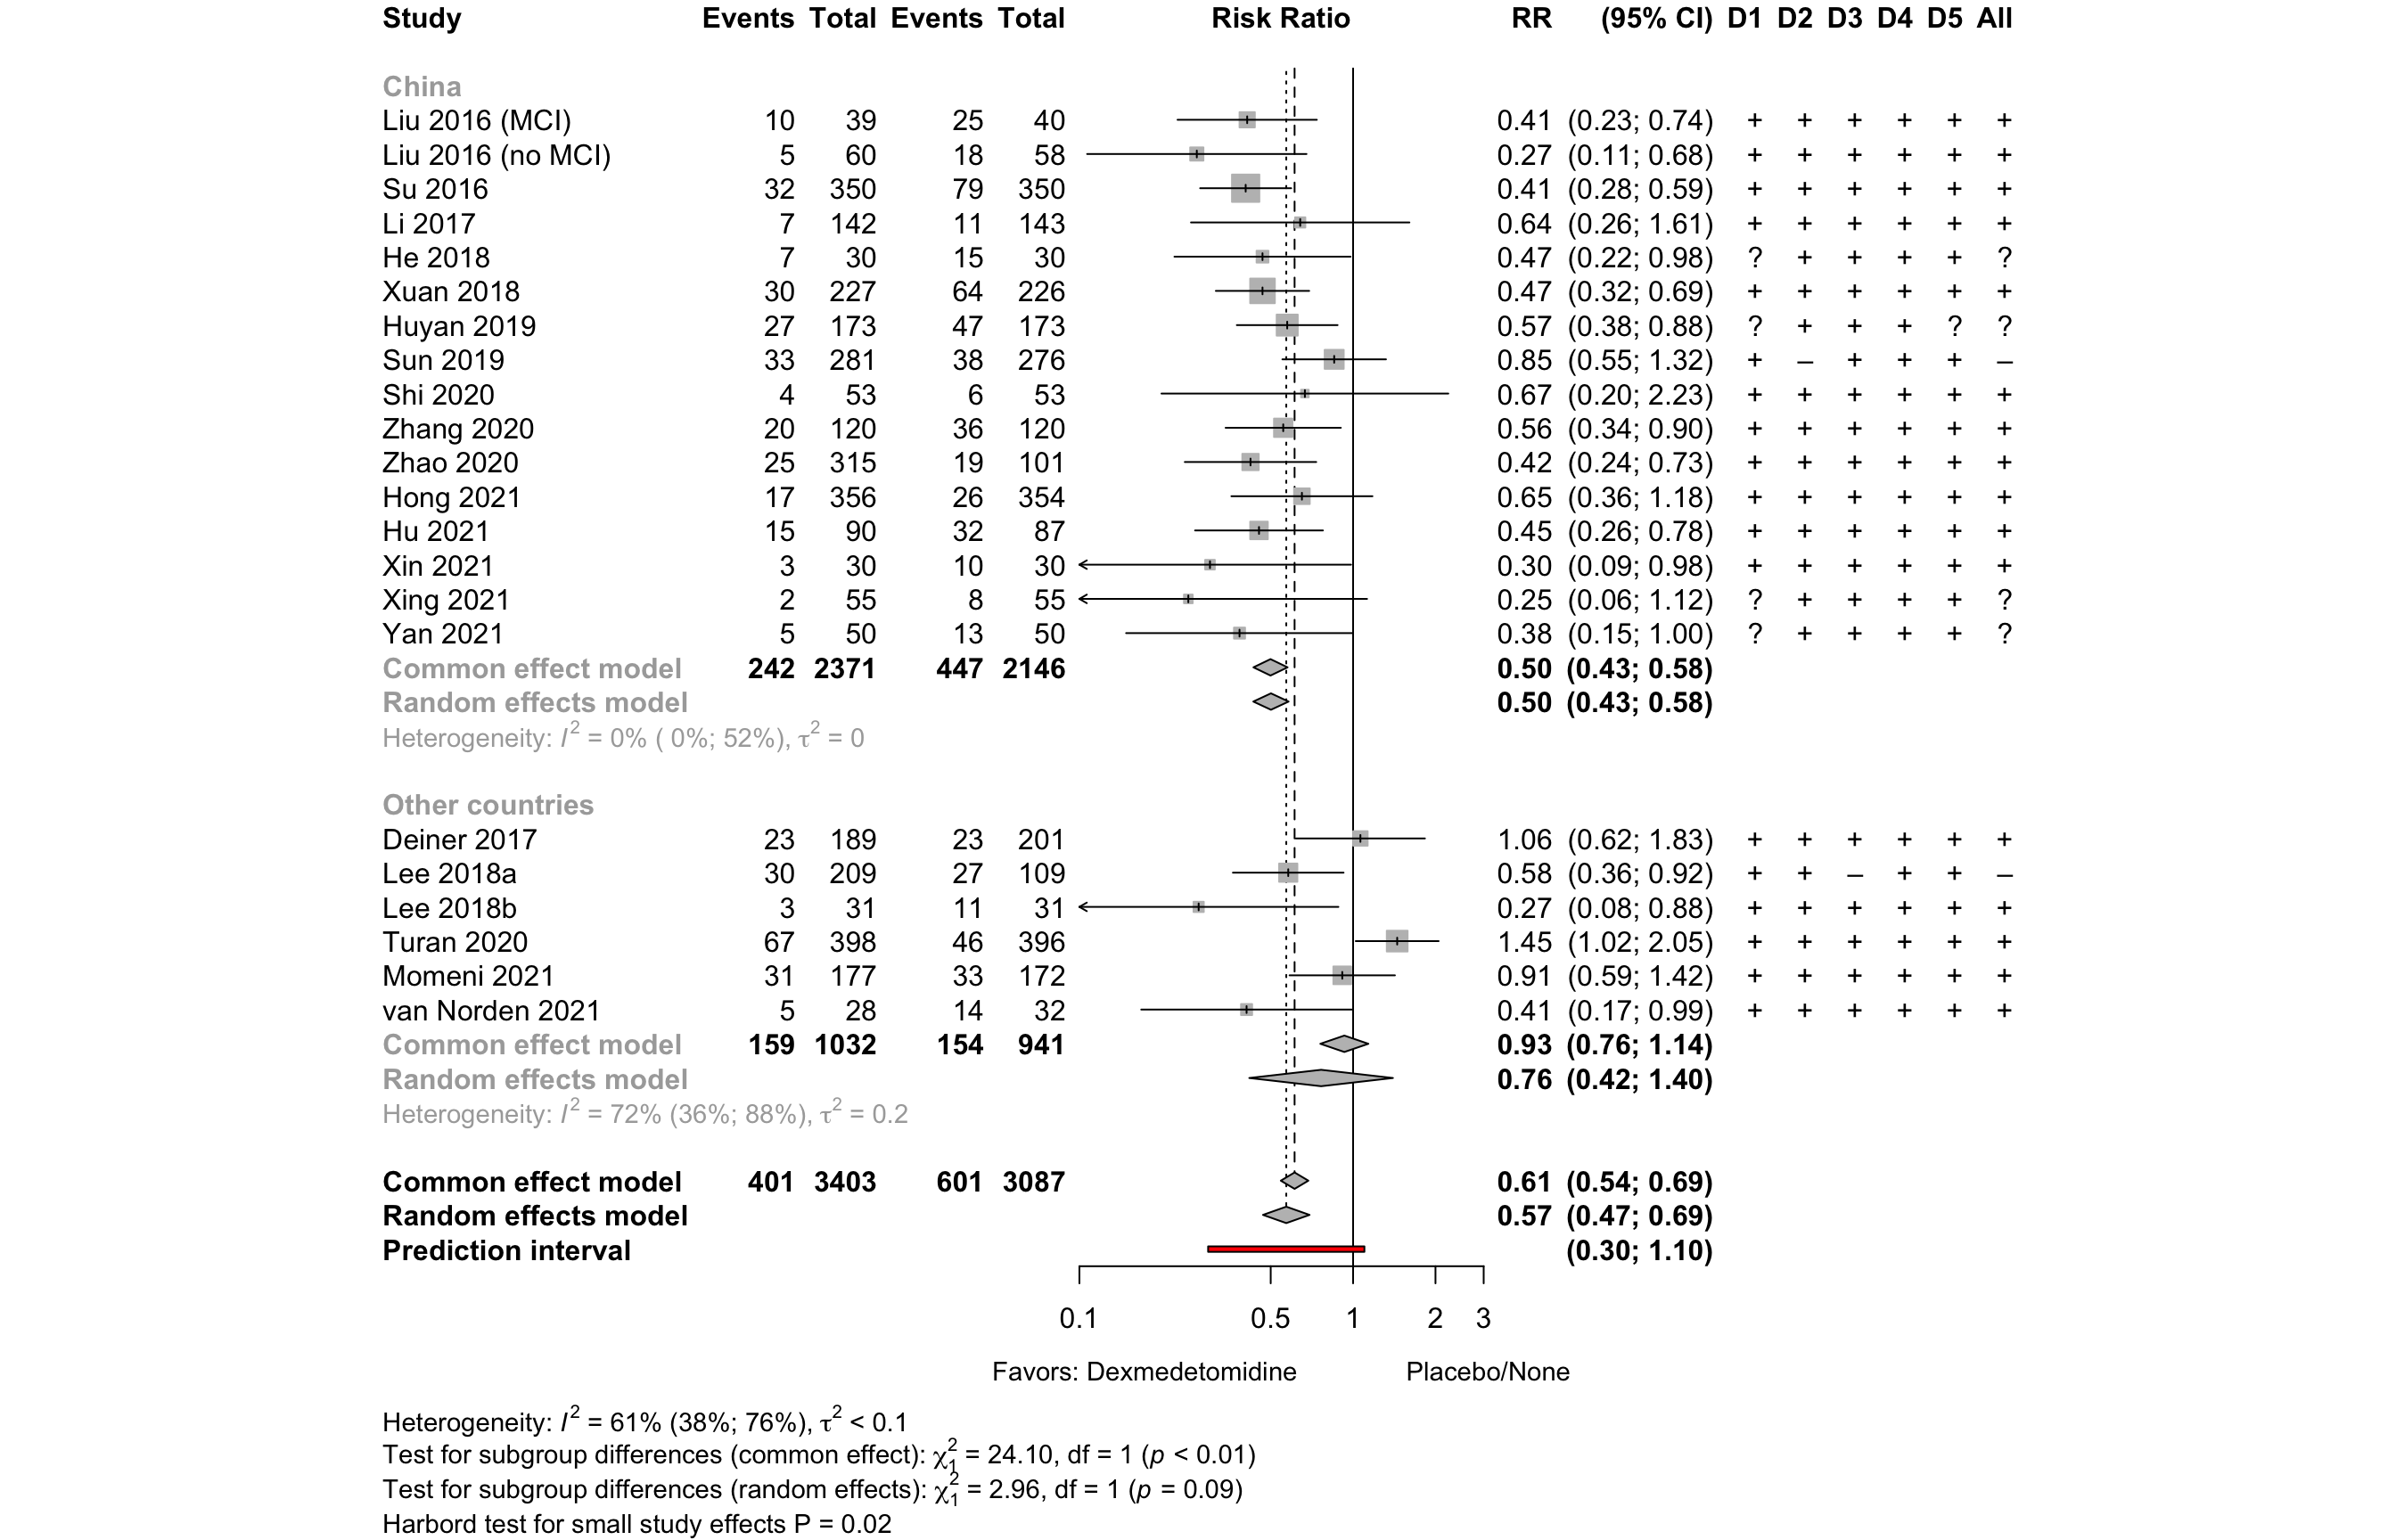 Study Events Total Events Total Risk Ratio RR (95% CI) D1 D2 D3 D4 D5 All
China
Liu 2016 (MCI) 10 39 25 40 0.41 (0.23; 0.74) + + + + + +
Liu 2016 (no MCI) 5 60 18 58 0.27 (0.11; 0.68) + + + + + +
Su 2016 32 350 79 350 0.41 (0.28; 0.59) + + + + + +
Li 2017 7 142 11 143 0.64 (0.26; 1.61) + + + + + +
He 2018 7 30 15 30 0.47 (0.22; 0.98) ? + + + + ?
Xuan 2018 30 227 64 226 0.47 (0.32; 0.69) + + + + + +
Huyan 2019 27 173 47 173 0.57 (0.38; 0.88) ? + + + ? ?
Sun 2019 33 281 38 276 0.85 (0.55; 1.32) + – + + + –
Shi 2020 4 53 6 53 0.67 (0.20; 2.23) + + + + + +
Zhang 2020 20 120 36 120 0.56 (0.34; 0.90) + + + + + +
Zhao 2020 25 315 19 101 0.42 (0.24; 0.73) + + + + + +
Hong 2021 17 356 26 354 0.65 (0.36; 1.18) + + + + + +
Hu 2021 15 90 32 87 0.45 (0.26; 0.78) + + + + + +
Xin 2021 3 30 10 30 0.30 (0.09; 0.98) + + + + + +
Xing 2021 2 55 8 55 0.25 (0.06; 1.12) ? + + + + ?
Yan 2021 5 50 13 50 0.38 (0.15; 1.00) ? + + + + ?
Common effect model 242 2371 447 2146 0.50 (0.43; 0.58)
Random effects model 0.50 (0.43; 0.58)
Heterogeneity: I² = 0% ( 0%; 52%), τ² = 0
Other countries
Deiner 2017 23 189 23 201 1.06 (0.62; 1.83) + + + + + +
Lee 2018a 30 209 27 109 0.58 (0.36; 0.92) + + – + + –
Lee 2018b 3 31 11 31 0.27 (0.08; 0.88) + + + + + +
Turan 2020 67 398 46 396 1.45 (1.02; 2.05) + + + + + +
Momeni 2021 31 177 33 172 0.91 (0.59; 1.42) + + + + + +
van Norden 2021 5 28 14 32 0.41 (0.17; 0.99) + + + + + +
Common effect model 159 1032 154 941 0.93 (0.76; 1.14)
Random effects model 0.76 (0.42; 1.40)
Heterogeneity: I² = 72% (36%; 88%), τ² = 0.2
Common effect model 401 3403 601 3087 0.61 (0.54; 0.69)
Random effects model 0.57 (0.47; 0.69)
Prediction interval (0.30; 1.10)
0.1 0.5 1 2 3
Favors: Dexmedetomidine Placebo/None
Heterogeneity: I² = 61% (38%; 76%), τ² < 0.1
Test for subgroup differences (common effect): χ²₁ = 24.10, df = 1 (p < 0.01)
Test for subgroup differences (random effects): χ²₁ = 2.96, df = 1 (p = 0.09)
Harbord test for small study effects P = 0.02